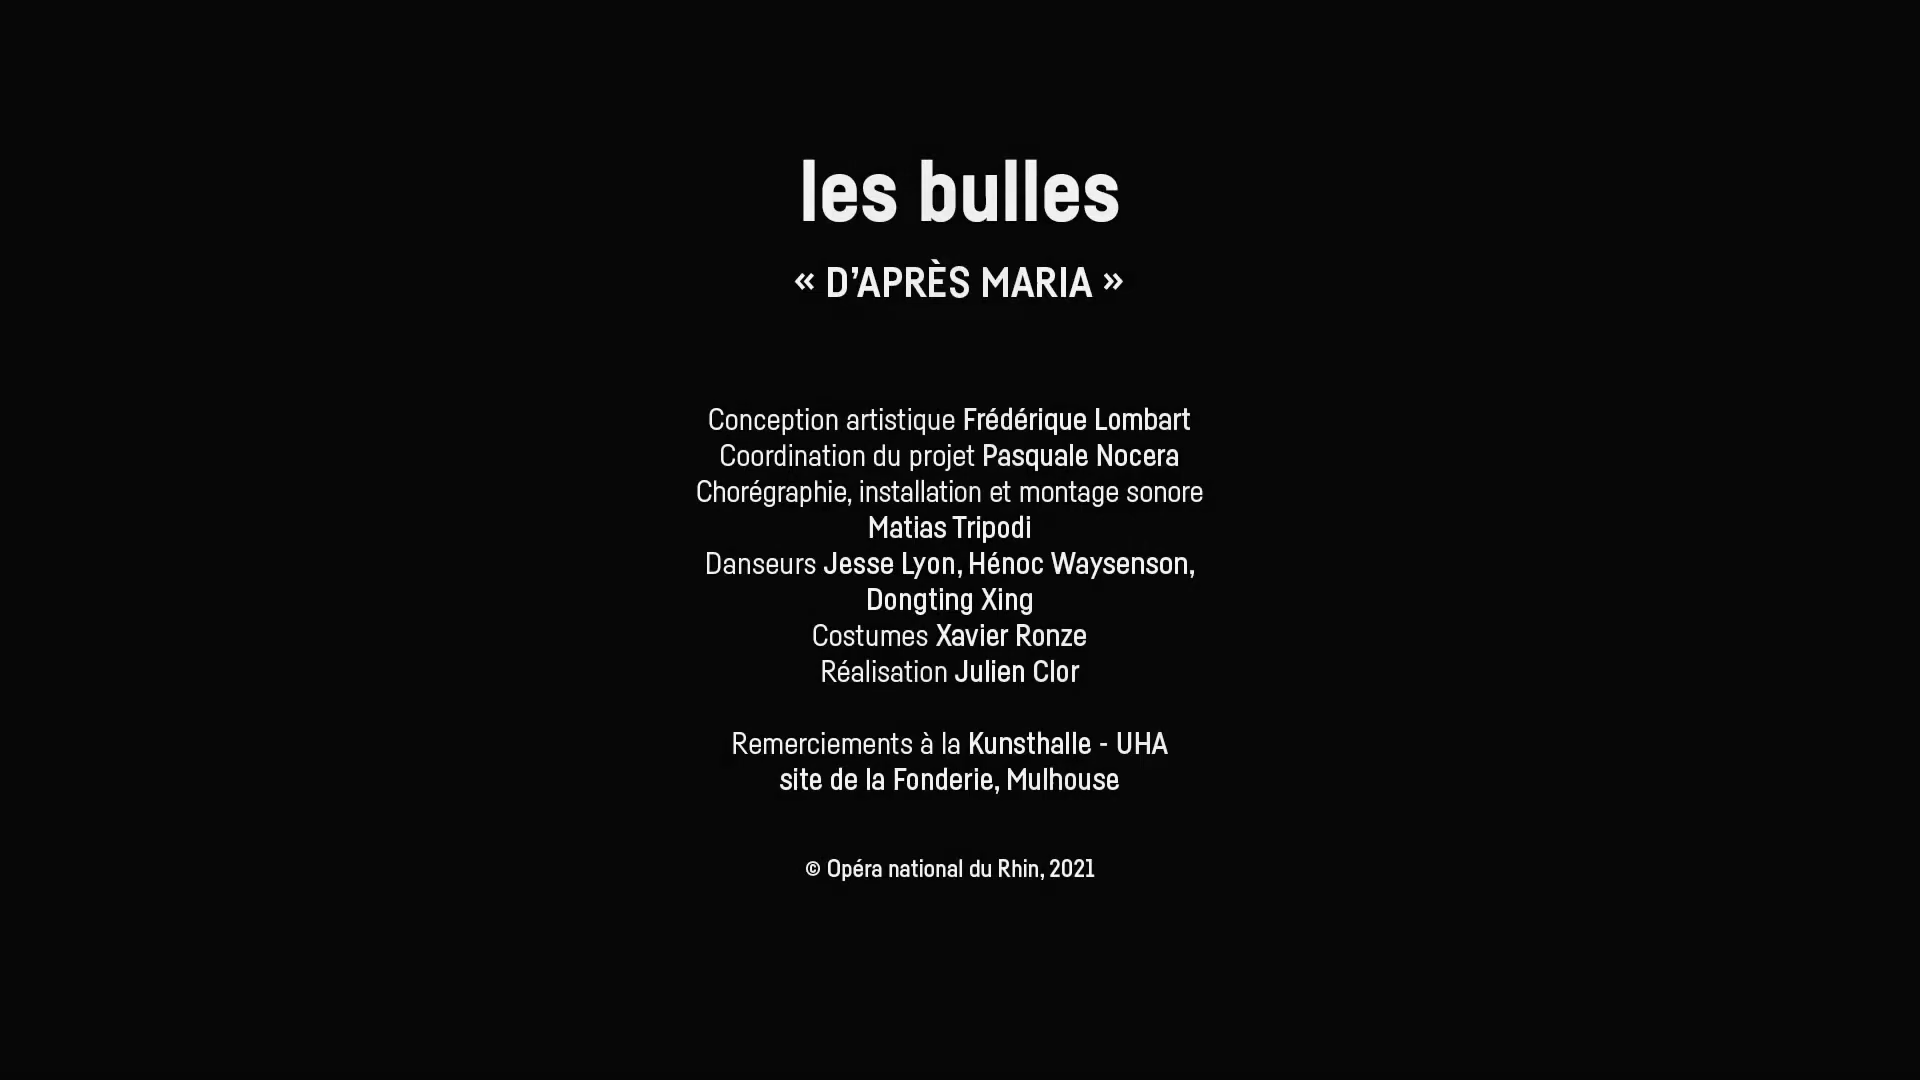 les bulles
« D’APRÈS MARIA »
Conception artistique Frédérique Lombart
Coordination du projet Pasquale Nocera
Chorégraphie, installation et montage sonore
Matias Tripodi
Danseurs Jesse Lyon, Hénoc Waysenson,
Dongting Xing
Costumes Xavier Ronze
Réalisation Julien Clor
Remerciements à la Kunsthalle - UHA
site de la Fonderie, Mulhouse
© Opéra national du Rhin, 2021